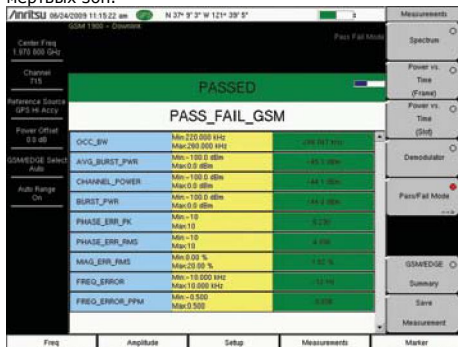 мертвых зон.
/inritsu 06/24/2009 11:15:22 am N 37° 9' 3" W 121° 39' 5"
Measurements
GSM 1900 - Downlink
Pass Fail Mode
Center Freq
1.970 800 GHz
Channel
715
Reference Source
GPS Hi Accy
Power Offset
0.0 dB
GSM/EDGE Select
Auto
Auto Range
On
PASSED
PASS_FAIL_GSM
OCC_BW Min:220.000 kHz
Max:260.000 kHz
AVG_BURST_PWR Min:-100.0 dBm
Max:0.0 dBm
CHANNEL_POWER Min:-100.0 dBm
Max:0.0 dBm
BURST_PWR Min:-100.0 dBm
Max:0.0 dBm
PHASE_ERR_PK Min:-10
Max:10
PHASE_ERR_RMS Min:-10
Max:10
MAG_ERR_RMS Min:0.00 %
Max:20.00 %
FREQ_ERROR Min:-10.000 kHz
Max:10.000 kHz
FREQ_ERROR_PPM Min:-0.500
Max:0.500
Spectrum
Power vs.
Time
(Frame)
Power vs.
Time
(Slot)
Demodulator
Pass/Fail Mode
-->
GSM/EDGE
Summary
Save
Measurement
Freq Amplitude Setup Measurements Marker